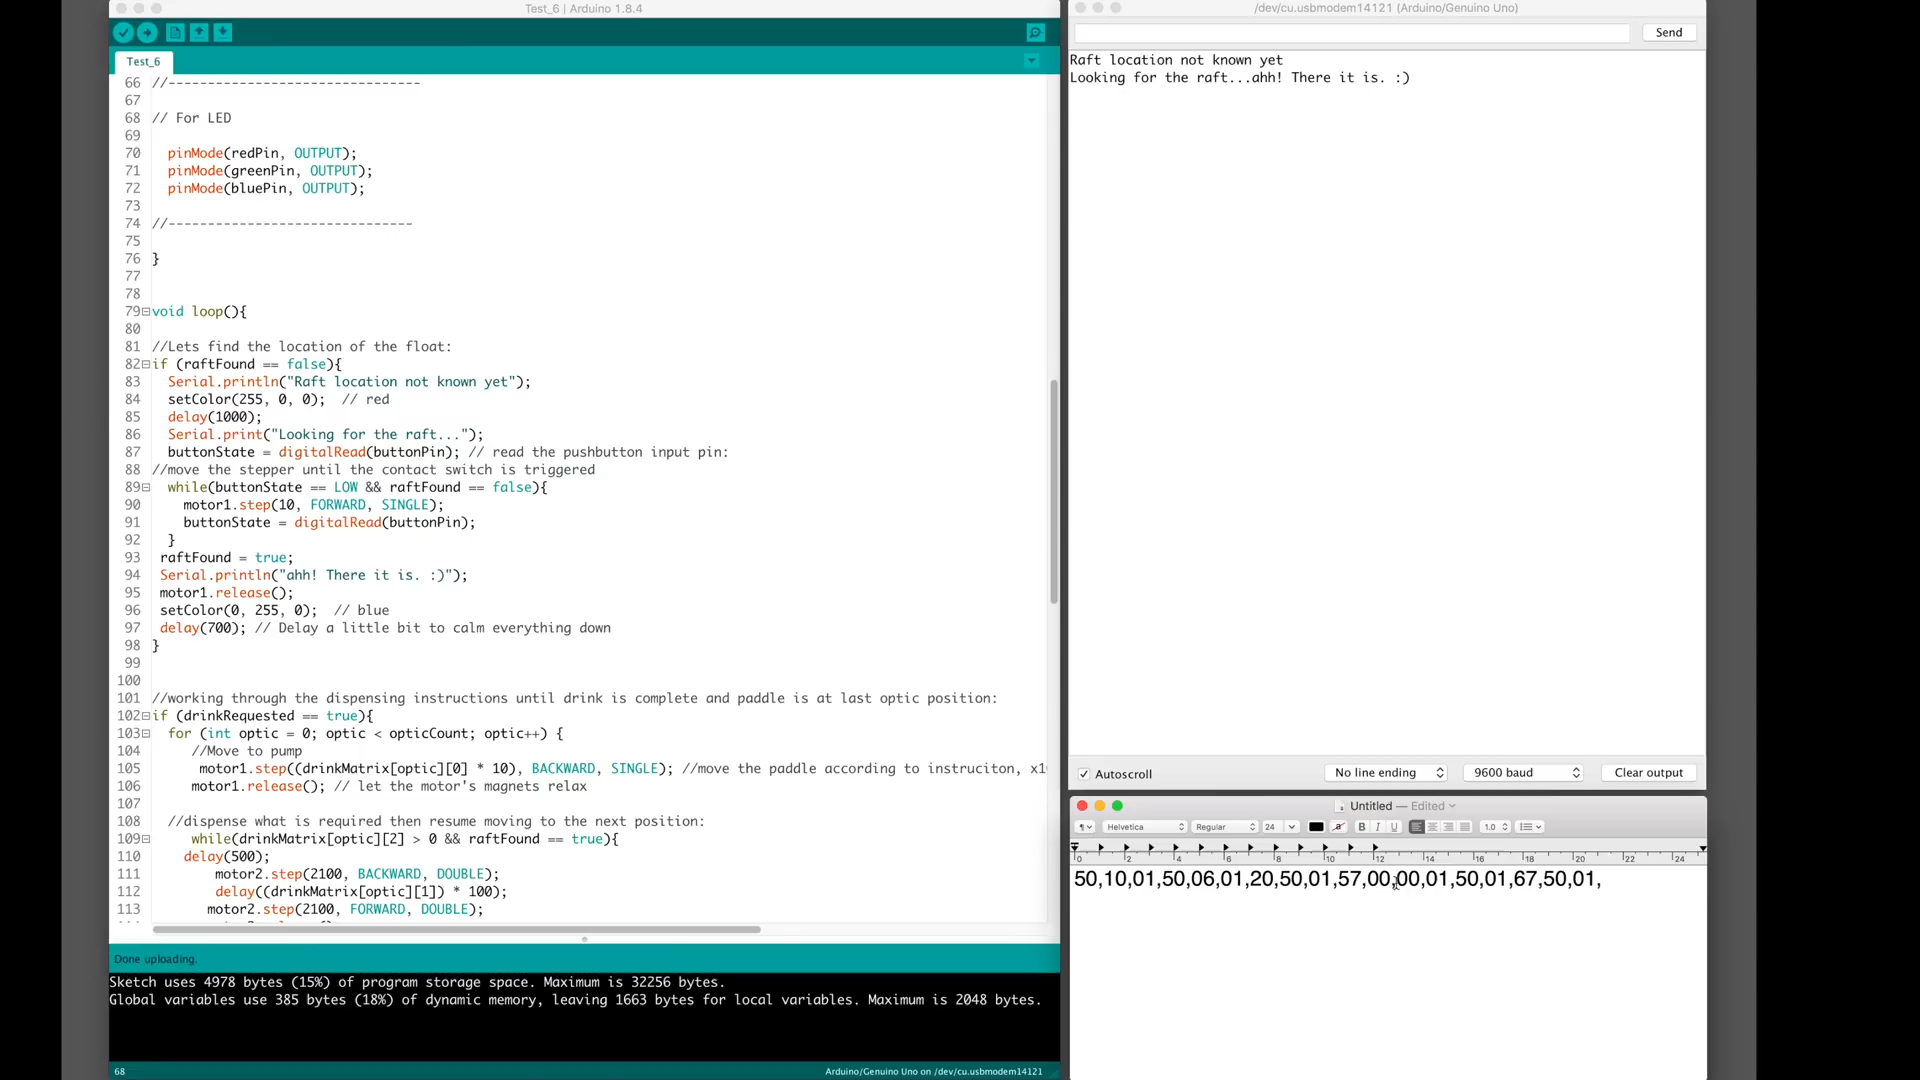 Test_6 | Arduino 1.8.4
Test_6
66 //--------------------------------
67
68 // For LED
69
70 pinMode(redPin, OUTPUT);
71 pinMode(greenPin, OUTPUT);
72 pinMode(bluePin, OUTPUT);
73
74 //-------------------------------
75
76 }
77
78
79 void loop(){
80
81 //Lets find the location of the float:
82 if (raftFound == false){
83 Serial.println("Raft location not known yet");
84 setColor(255, 0, 0); // red
85 delay(1000);
86 Serial.print("Looking for the raft...");
87 buttonState = digitalRead(buttonPin); // read the pushbutton input pin:
88 //move the stepper until the contact switch is triggered
89 while(buttonState == LOW && raftFound == false){
90 motor1.step(10, FORWARD, SINGLE);
91 buttonState = digitalRead(buttonPin);
92 }
93 raftFound = true;
94 Serial.println("ahh! There it is. :)");
95 motor1.release();
96 setColor(0, 255, 0); // blue
97 delay(700); // Delay a little bit to calm everything down
98 }
99
100
101 //working through the dispensing instructions until drink is complete and paddle is at last optic position:
102 if (drinkRequested == true){
103 for (int optic = 0; optic < opticCount; optic++) {
104 //Move to pump
105 motor1.step((drinkMatrix[optic][0] * 10), BACKWARD, SINGLE); //move the paddle according to instruciton, x1
106 motor1.release(); // let the motor's magnets relax
107
108 //dispense what is required then resume moving to the next position:
109 while(drinkMatrix[optic][2] > 0 && raftFound == true){
110 delay(500);
111 motor2.step(2100, BACKWARD, DOUBLE);
112 delay((drinkMatrix[optic][1]) * 100);
113 motor2.step(2100, FORWARD, DOUBLE);
Done uploading.
Sketch uses 4978 bytes (15%) of program storage space. Maximum is 32256 bytes.
Global variables use 385 bytes (18%) of dynamic memory, leaving 1663 bytes for local variables. Maximum is 2048 bytes.
68 Arduino/Genuino Uno on /dev/cu.usbmodem14121
/dev/cu.usbmodem14121 (Arduino/Genuino Uno)
Send
Raft location not known yet
Looking for the raft...ahh! There it is. :)
Autoscroll No line ending 9600 baud Clear output
Untitled — Edited
Helvetica Regular 24 B I U 1.0
0 2 4 6 8 10 12 14 16 18 20 22 24
50,10,01,50,06,01,20,50,01,57,00,00,01,50,01,67,50,01,